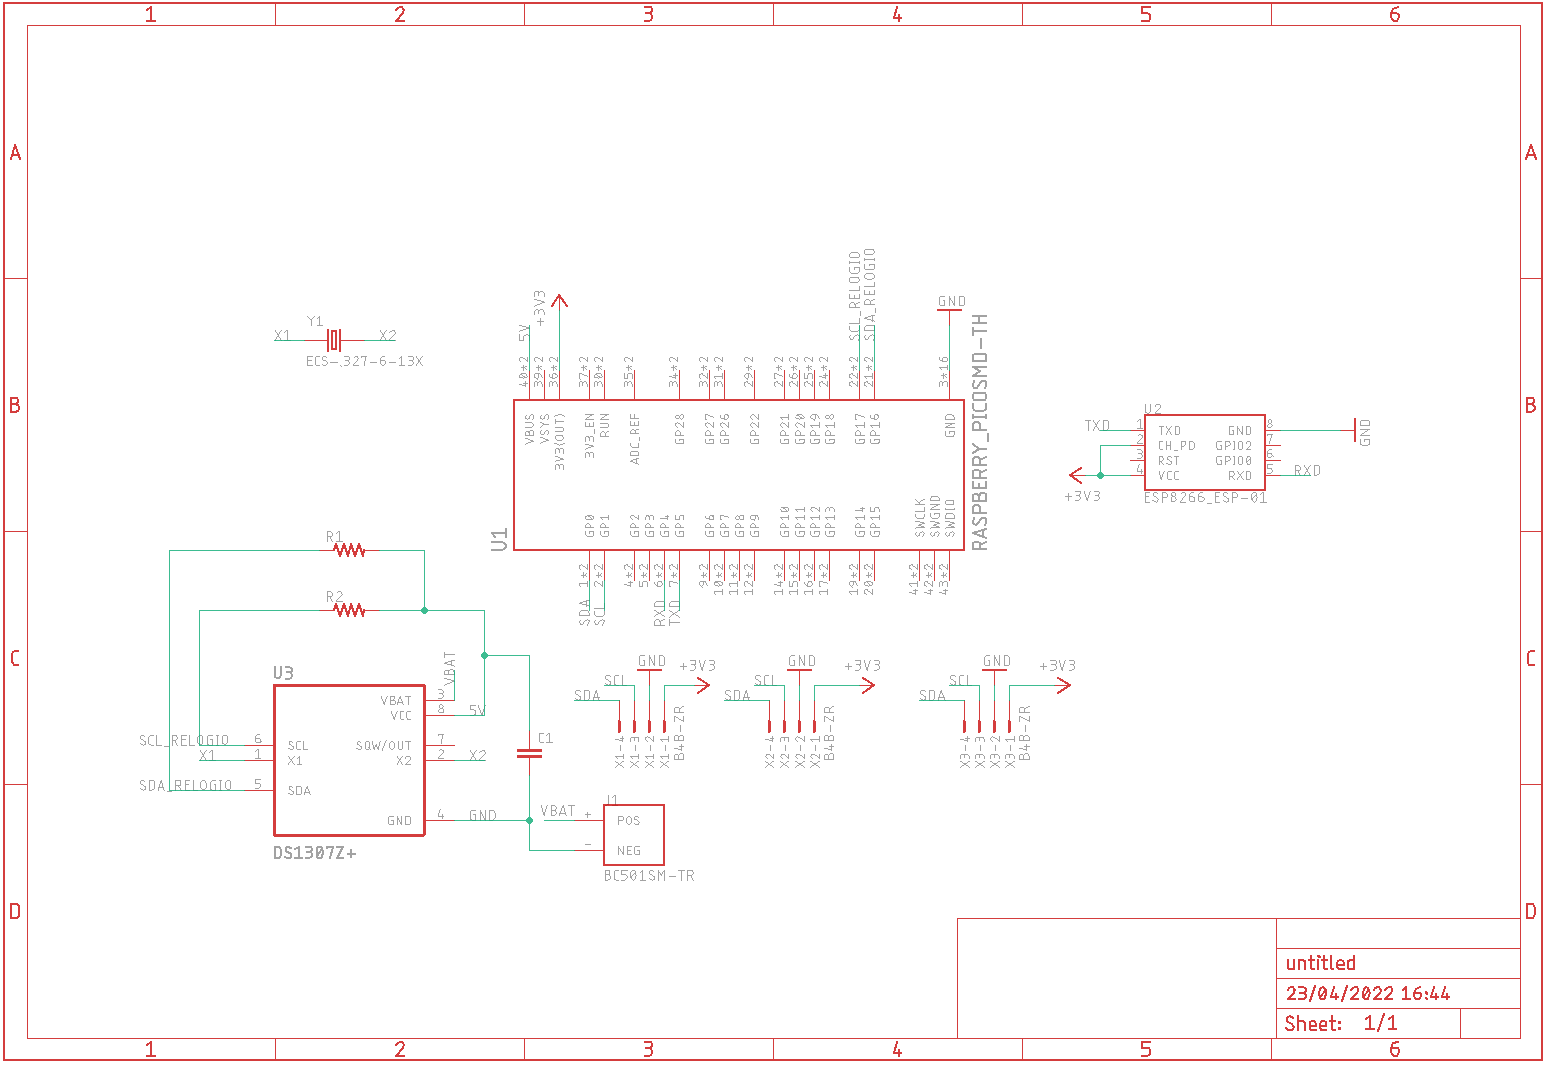 1 2 3 4 5 6
A A
B B
C C
D D
1 2 3 4 5 6
Y1
X1 X2
ECS-.327-6-13X
5V
+3V3
SCL_RELOGIO
SDA_RELOGIO
GND
40*2 39*2 36*2 37*2 30*2 35*2 34*2 32*2 31*2 29*2 27*2 26*2 25*2 24*2 22*2 21*2 3*16
VBUS VSYS 3V3(OUT) 3V3_EN RUN ADC_REF GP28 GP27 GP26 GP22 GP21 GP20 GP19 GP18 GP17 GP16 GND
GP0 GP1 GP2 GP3 GP4 GP5 GP6 GP7 GP8 GP9 GP10 GP11 GP12 GP13 GP14 GP15 SWCLK SWGND SWDIO
1*2 2*2 4*2 5*2 6*2 7*2 9*2 10*2 11*2 12*2 14*2 15*2 16*2 17*2 19*2 20*2 41*2 42*2 43*2
SDA SCL RXD TXD
U1
RASPBERRY_PICOSMD-TH
U2
TXD 1 TXD GND 8 GND
2 CH_PD GPIO2 7
3 RST GPIO0 6
4 VCC RXD 5 RXD
+3V3
ESP8266_ESP-01
R1
R2
U3
VBAT
VBAT 3
VCC 8 5V
SCL_RELOGIO 6 SCL SQW/OUT 7
X1 1 X1 X2 2 X2
SDA_RELOGIO 5 SDA
GND 4 GND
DS1307Z+
C1
J1
VBAT + POS
- NEG
BC501SM-TR
GND +3V3
SCL
SDA
X1-4 X1-3 X1-2 X1-1 B4B-ZR
GND +3V3
SCL
SDA
X2-4 X2-3 X2-2 X2-1 B4B-ZR
GND +3V3
SCL
SDA
X3-4 X3-3 X3-2 X3-1 B4B-ZR
untitled
23/04/2022 16:44
Sheet: 1/1